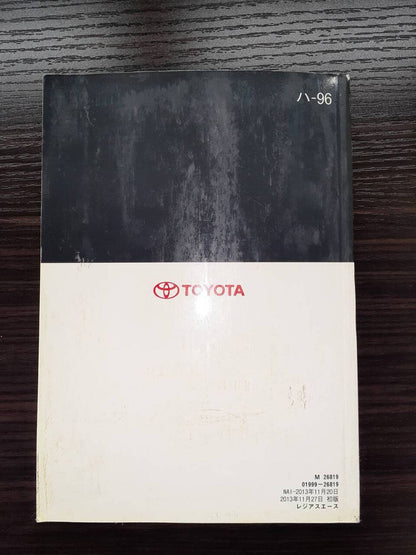 ハ-96
TOYOTA
M 26819
01999-26819
NAI-2013年11月20日
2013年11月27日 初版
レジアスエース